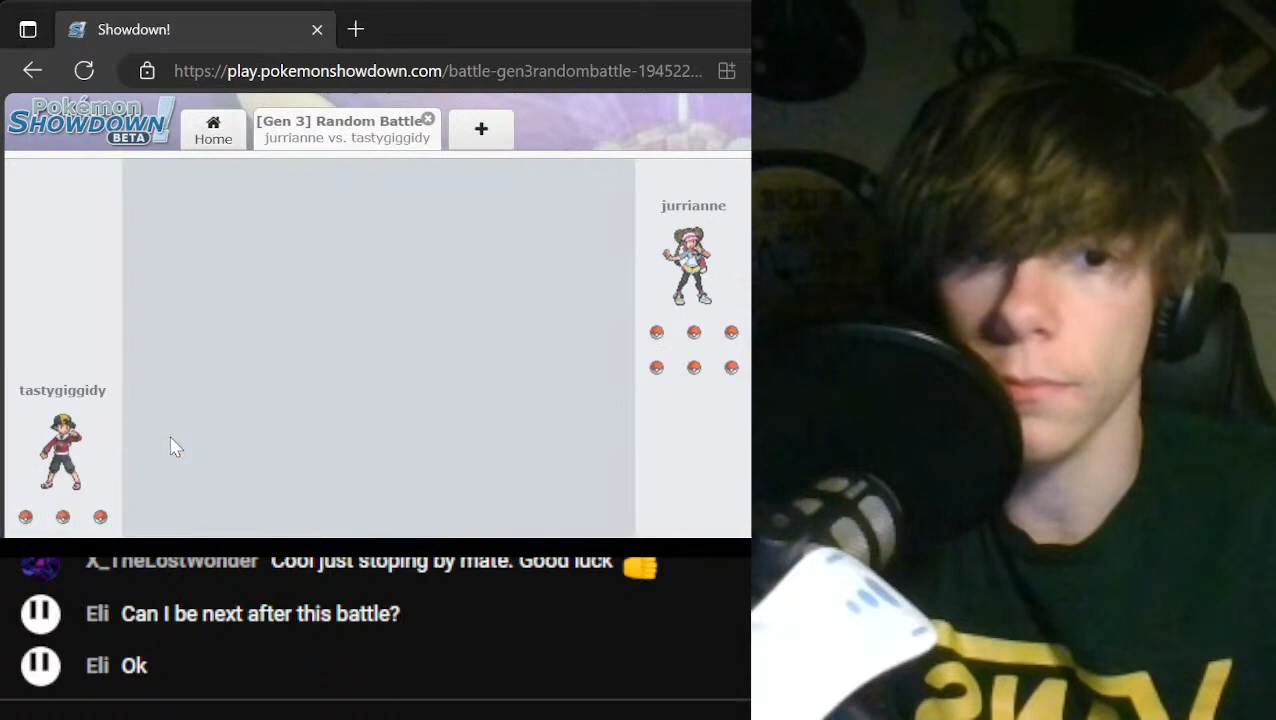 Showdown!
https://play.pokemonshowdown.com/battle-gen3randombattle-194522...
Pokémon
SHOWDOWN!
BETA
Home
[Gen 3] Random Battle
jurrianne vs. tastygiggidy
+
jurrianne
tastygiggidy
X_TheLostWonder Cool just stoping by mate. Good luck
Eli Can I be next after this battle?
Eli Ok
VANS